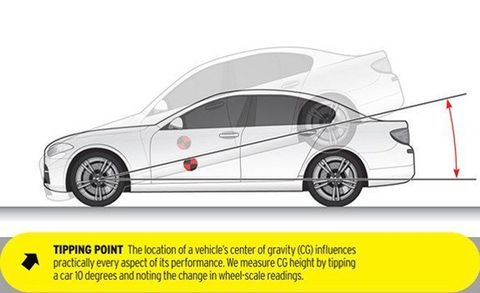 TIPPING POINT The location of a vehicle's center of gravity (CG) influences
practically every aspect of its performance. We measure CG height by tipping
a car 10 degrees and noting the change in wheel-scale readings.